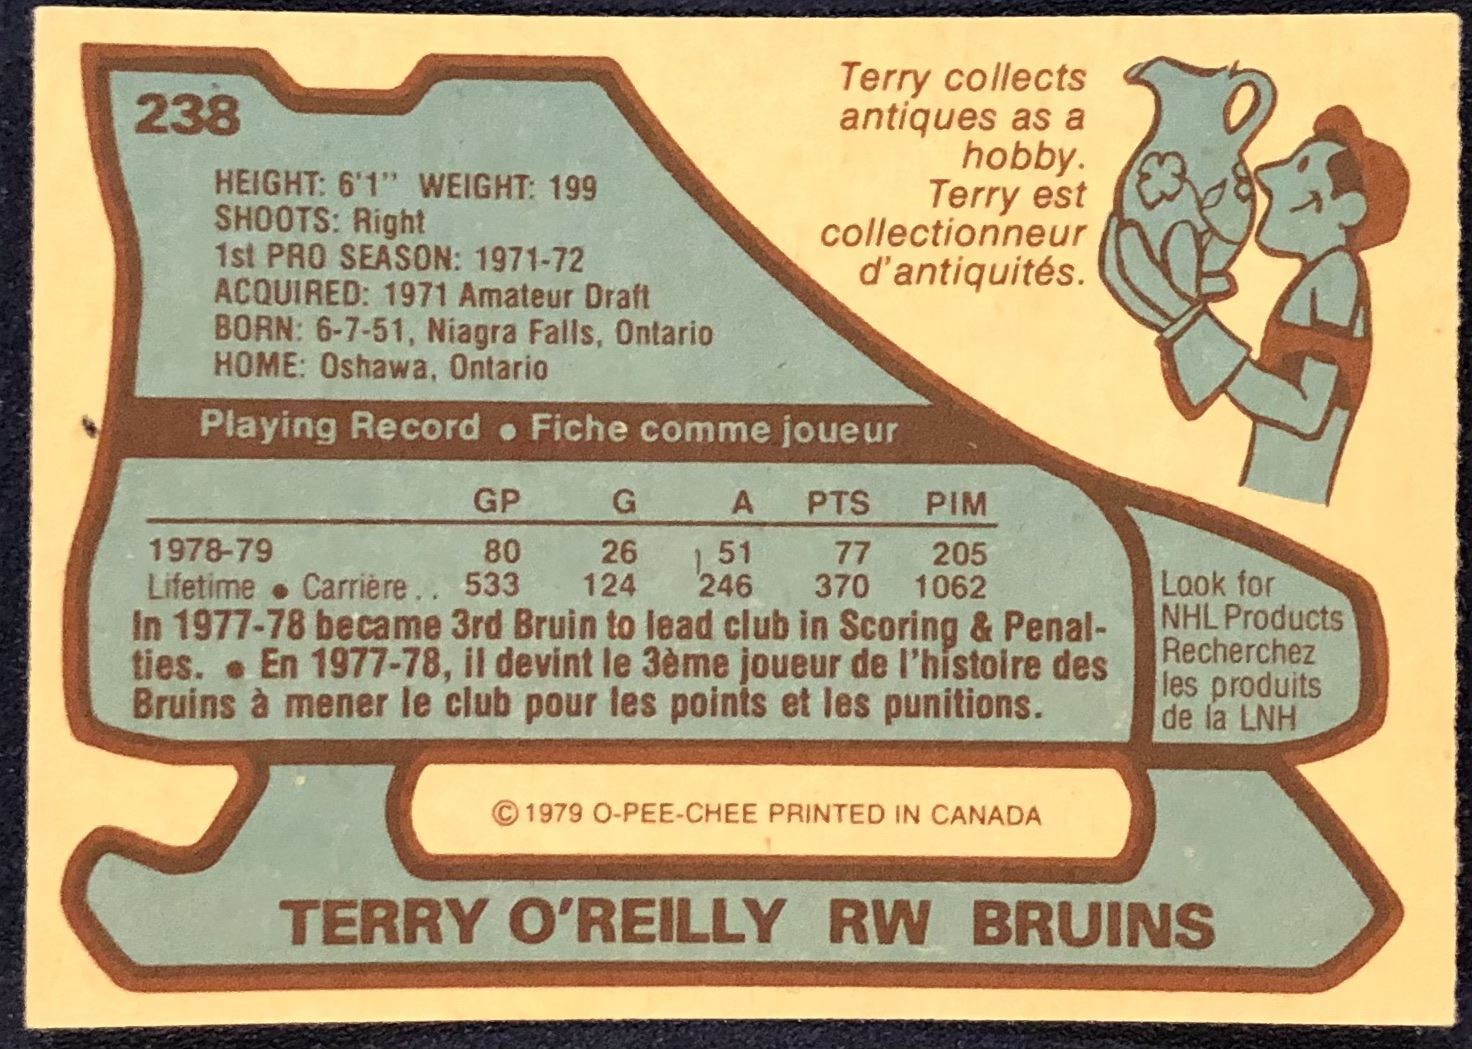 238
HEIGHT: 6'1" WEIGHT: 199
SHOOTS: Right
1st PRO SEASON: 1971-72
ACQUIRED: 1971 Amateur Draft
BORN: 6-7-51, Niagra Falls, Ontario
HOME: Oshawa, Ontario
Terry collects
antiques as a
hobby.
Terry est
collectionneur
d'antiquités.
Playing Record • Fiche comme joueur
GP G A PTS PIM
1978-79 80 26 51 77 205
Lifetime • Carrière . . 533 124 246 370 1062
In 1977-78 became 3rd Bruin to lead club in Scoring & Penal-
ties. • En 1977-78, il devint le 3ème joueur de l'histoire des
Bruins à mener le club pour les points et les punitions.
Look for
NHL Products
Recherchez
les produits
de la LNH
© 1979 O-PEE-CHEE PRINTED IN CANADA
TERRY O'REILLY RW BRUINS